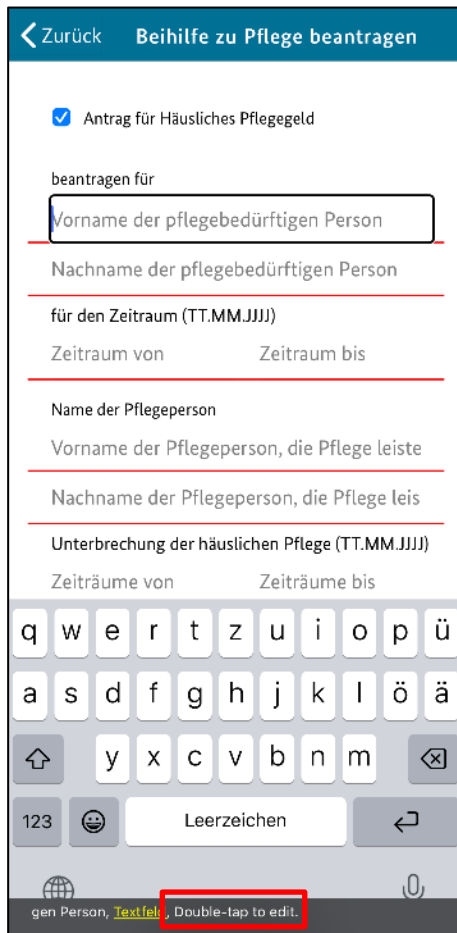 Zurück Beihilfe zu Pflege beantragen
Antrag für Häusliches Pflegegeld
beantragen für
Vorname der pflegebedürftigen Person
Nachname der pflegebedürftigen Person
für den Zeitraum (TT.MM.JJJJ)
Zeitraum von Zeitraum bis
Name der Pflegeperson
Vorname der Pflegeperson, die Pflege leiste
Nachname der Pflegeperson, die Pflege leis
Unterbrechung der häuslichen Pflege (TT.MM.JJJJ)
Zeiträume von Zeiträume bis
q w e r t z u i o p ü
a s d f g h j k l ö ä
y x c v b n m
123 Leerzeichen
gen Person, Textfeld, Double-tap to edit.